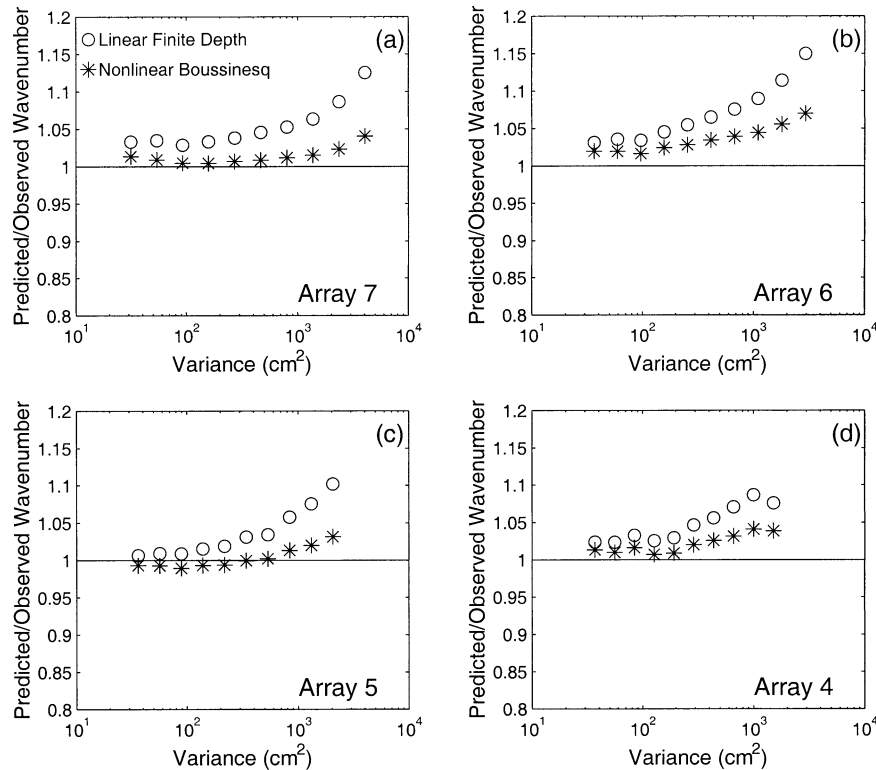 (a)
Linear Finite Depth
Nonlinear Boussinesq
Predicted/Observed Wavenumber
1.2
1.15
1.1
1.05
1
0.95
0.9
0.85
0.8
Array 7
10^1 10^2 10^3 10^4
Variance (cm^2)
(b)
Predicted/Observed Wavenumber
1.2
1.15
1.1
1.05
1
0.95
0.9
0.85
0.8
Array 6
10^1 10^2 10^3 10^4
Variance (cm^2)
(c)
Predicted/Observed Wavenumber
1.2
1.15
1.1
1.05
1
0.95
0.9
0.85
0.8
Array 5
10^1 10^2 10^3 10^4
Variance (cm^2)
(d)
Predicted/Observed Wavenumber
1.2
1.15
1.1
1.05
1
0.95
0.9
0.85
0.8
Array 4
10^1 10^2 10^3 10^4
Variance (cm^2)